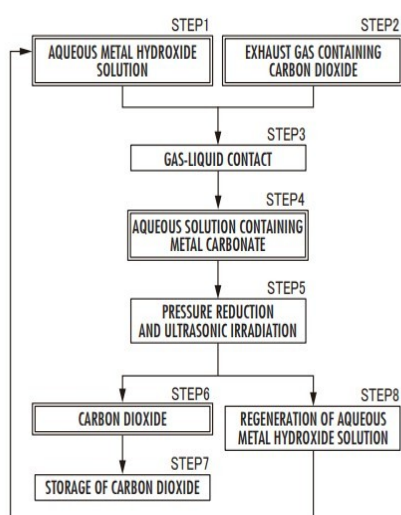 STEP1
AQUEOUS METAL HYDROXIDE
SOLUTION
STEP2
EXHAUST GAS CONTAINING
CARBON DIOXIDE
STEP3
GAS-LIQUID CONTACT
STEP4
AQUEOUS SOLUTION CONTAINING
METAL CARBONATE
STEP5
PRESSURE REDUCTION
AND ULTRASONIC IRRADIATION
STEP6
CARBON DIOXIDE
STEP7
STORAGE OF CARBON DIOXIDE
STEP8
REGENERATION OF AQUEOUS
METAL HYDROXIDE SOLUTION